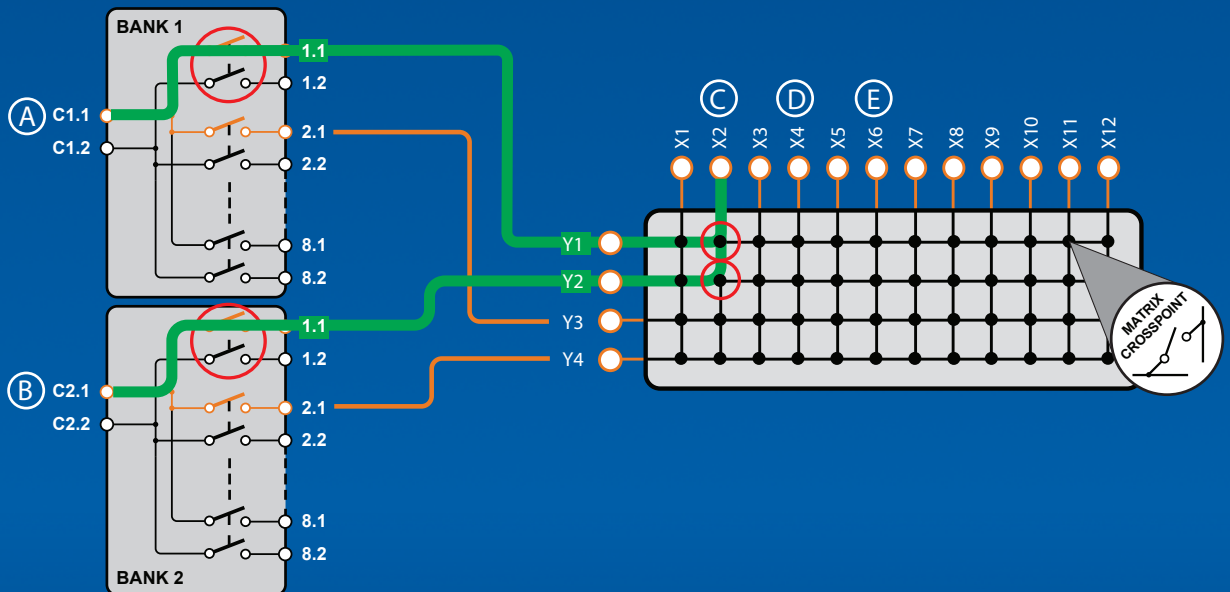 BANK 1
1.1
1.2
A C1.1
C1.2
2.1
2.2
8.1
8.2
1.1
1.2
B C2.1
C2.2
2.1
2.2
8.1
8.2
BANK 2
C D E
X1 X2 X3 X4 X5 X6 X7 X8 X9 X10 X11 X12
Y1
Y2
Y3
Y4
MATRIX
CROSSPOINT